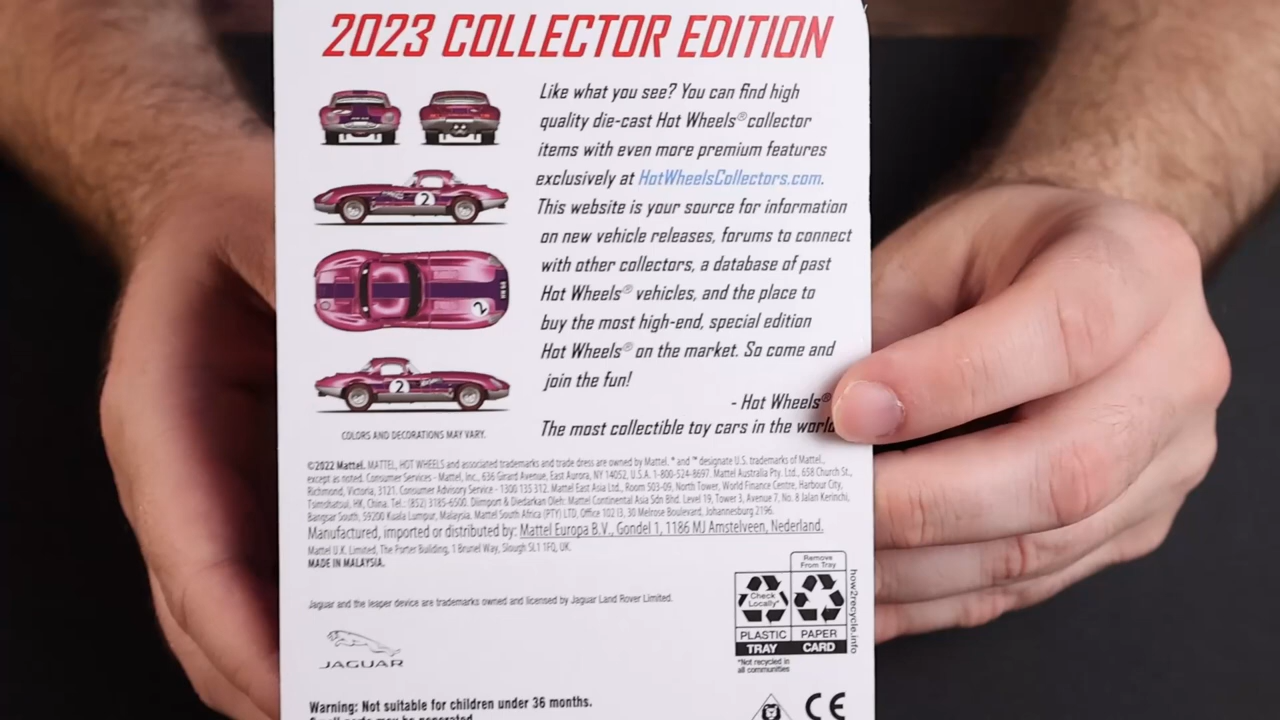 2023 COLLECTOR EDITION
Like what you see? You can find high
quality die-cast Hot Wheels® collector
items with even more premium features
exclusively at HotWheelsCollectors.com.
This website is your source for information
on new vehicle releases, forums to connect
with other collectors, a database of past
Hot Wheels® vehicles, and the place to
buy the most high-end, special edition
Hot Wheels® on the market. So come and
join the fun!
- Hot Wheels®
The most collectible toy cars in the world
2
2
2
COLORS AND DECORATIONS MAY VARY.
©2022 Mattel. MATTEL, HOT WHEELS and associated trademarks and trade dress are owned by Mattel. ® and ™ designate U.S. trademarks of Mattel,
except as noted. Consumer Services - Mattel, Inc., 636 Girard Avenue, East Aurora, NY 14052, U.S.A. 1-800-524-8697. Mattel Australia Pty. Ltd., 658 Church St.,
Richmond, Victoria, 3121. Consumer Advisory Service - 1300 135 312. Mattel East Asia Ltd., Room 503-09, North Tower, World Finance Centre, Harbour City,
Tsimshatsui, HK, China. Tel.: (852) 3185-6500. Diimport & Diedarkan Oleh: Mattel Continental Asia Sdn Bhd. Level 19, Tower 3, Avenue 7, No. 8 Jalan Kerinchi,
Bangsar South, 59200 Kuala Lumpur, Malaysia. Mattel South Africa (PTY) LTD, Office 102 I3, 30 Melrose Boulevard, Johannesburg 2196.
Manufactured, imported or distributed by: Mattel Europa B.V., Gondel 1, 1186 MJ Amstelveen, Nederland.
Mattel U.K. Limited, The Porter Building, 1 Brunel Way, Slough SL1 1FQ, UK.
MADE IN MALAYSIA.
Jaguar and the leaper device are trademarks owned and licensed by Jaguar Land Rover Limited.
JAGUAR
Remove
From Tray
Check
Locally*
PLASTIC
TRAY
PAPER
CARD
*Not recycled in
all communities
how2recycle.info
Warning: Not suitable for children under 36 months.
Small parts may be generated.
CE